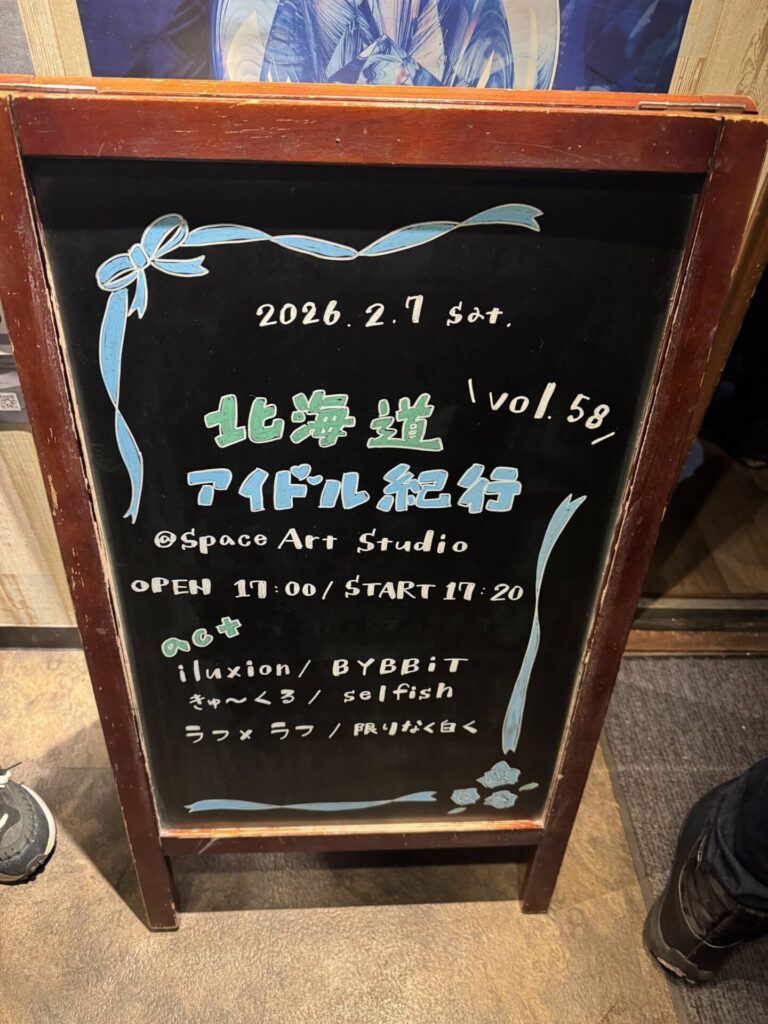 2026.2.7 Sat.
北海道 \vol.58/
アイドル紀行
@Space Art Studio
OPEN 17:00/START 17:20
act
iluxion/ BYBBiT
きゅ〜くる/ selfish
ラフ×ラフ/限りなく白く